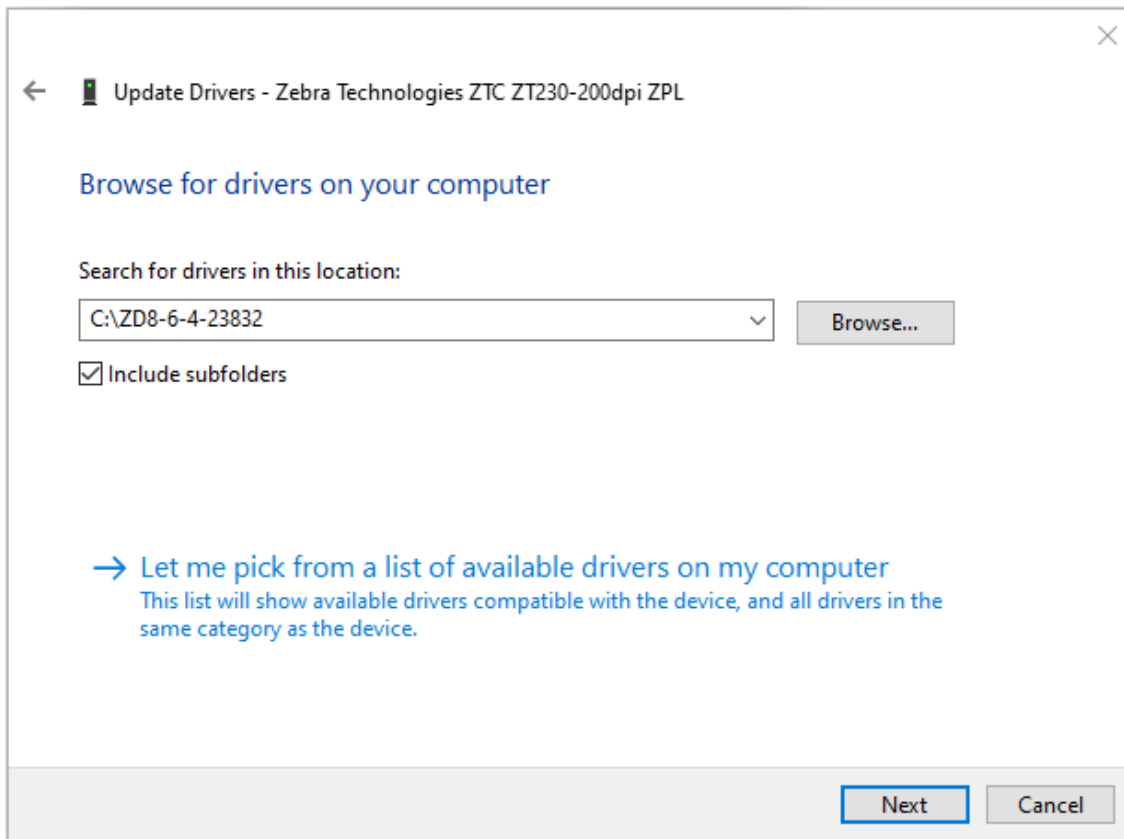 Update Drivers - Zebra Technologies ZTC ZT230-200dpi ZPL
Browse for drivers on your computer
Search for drivers in this location:
C:\ZD8-6-4-23832
Browse...
Include subfolders
Let me pick from a list of available drivers on my computer
This list will show available drivers compatible with the device, and all drivers in the
same category as the device.
Next
Cancel